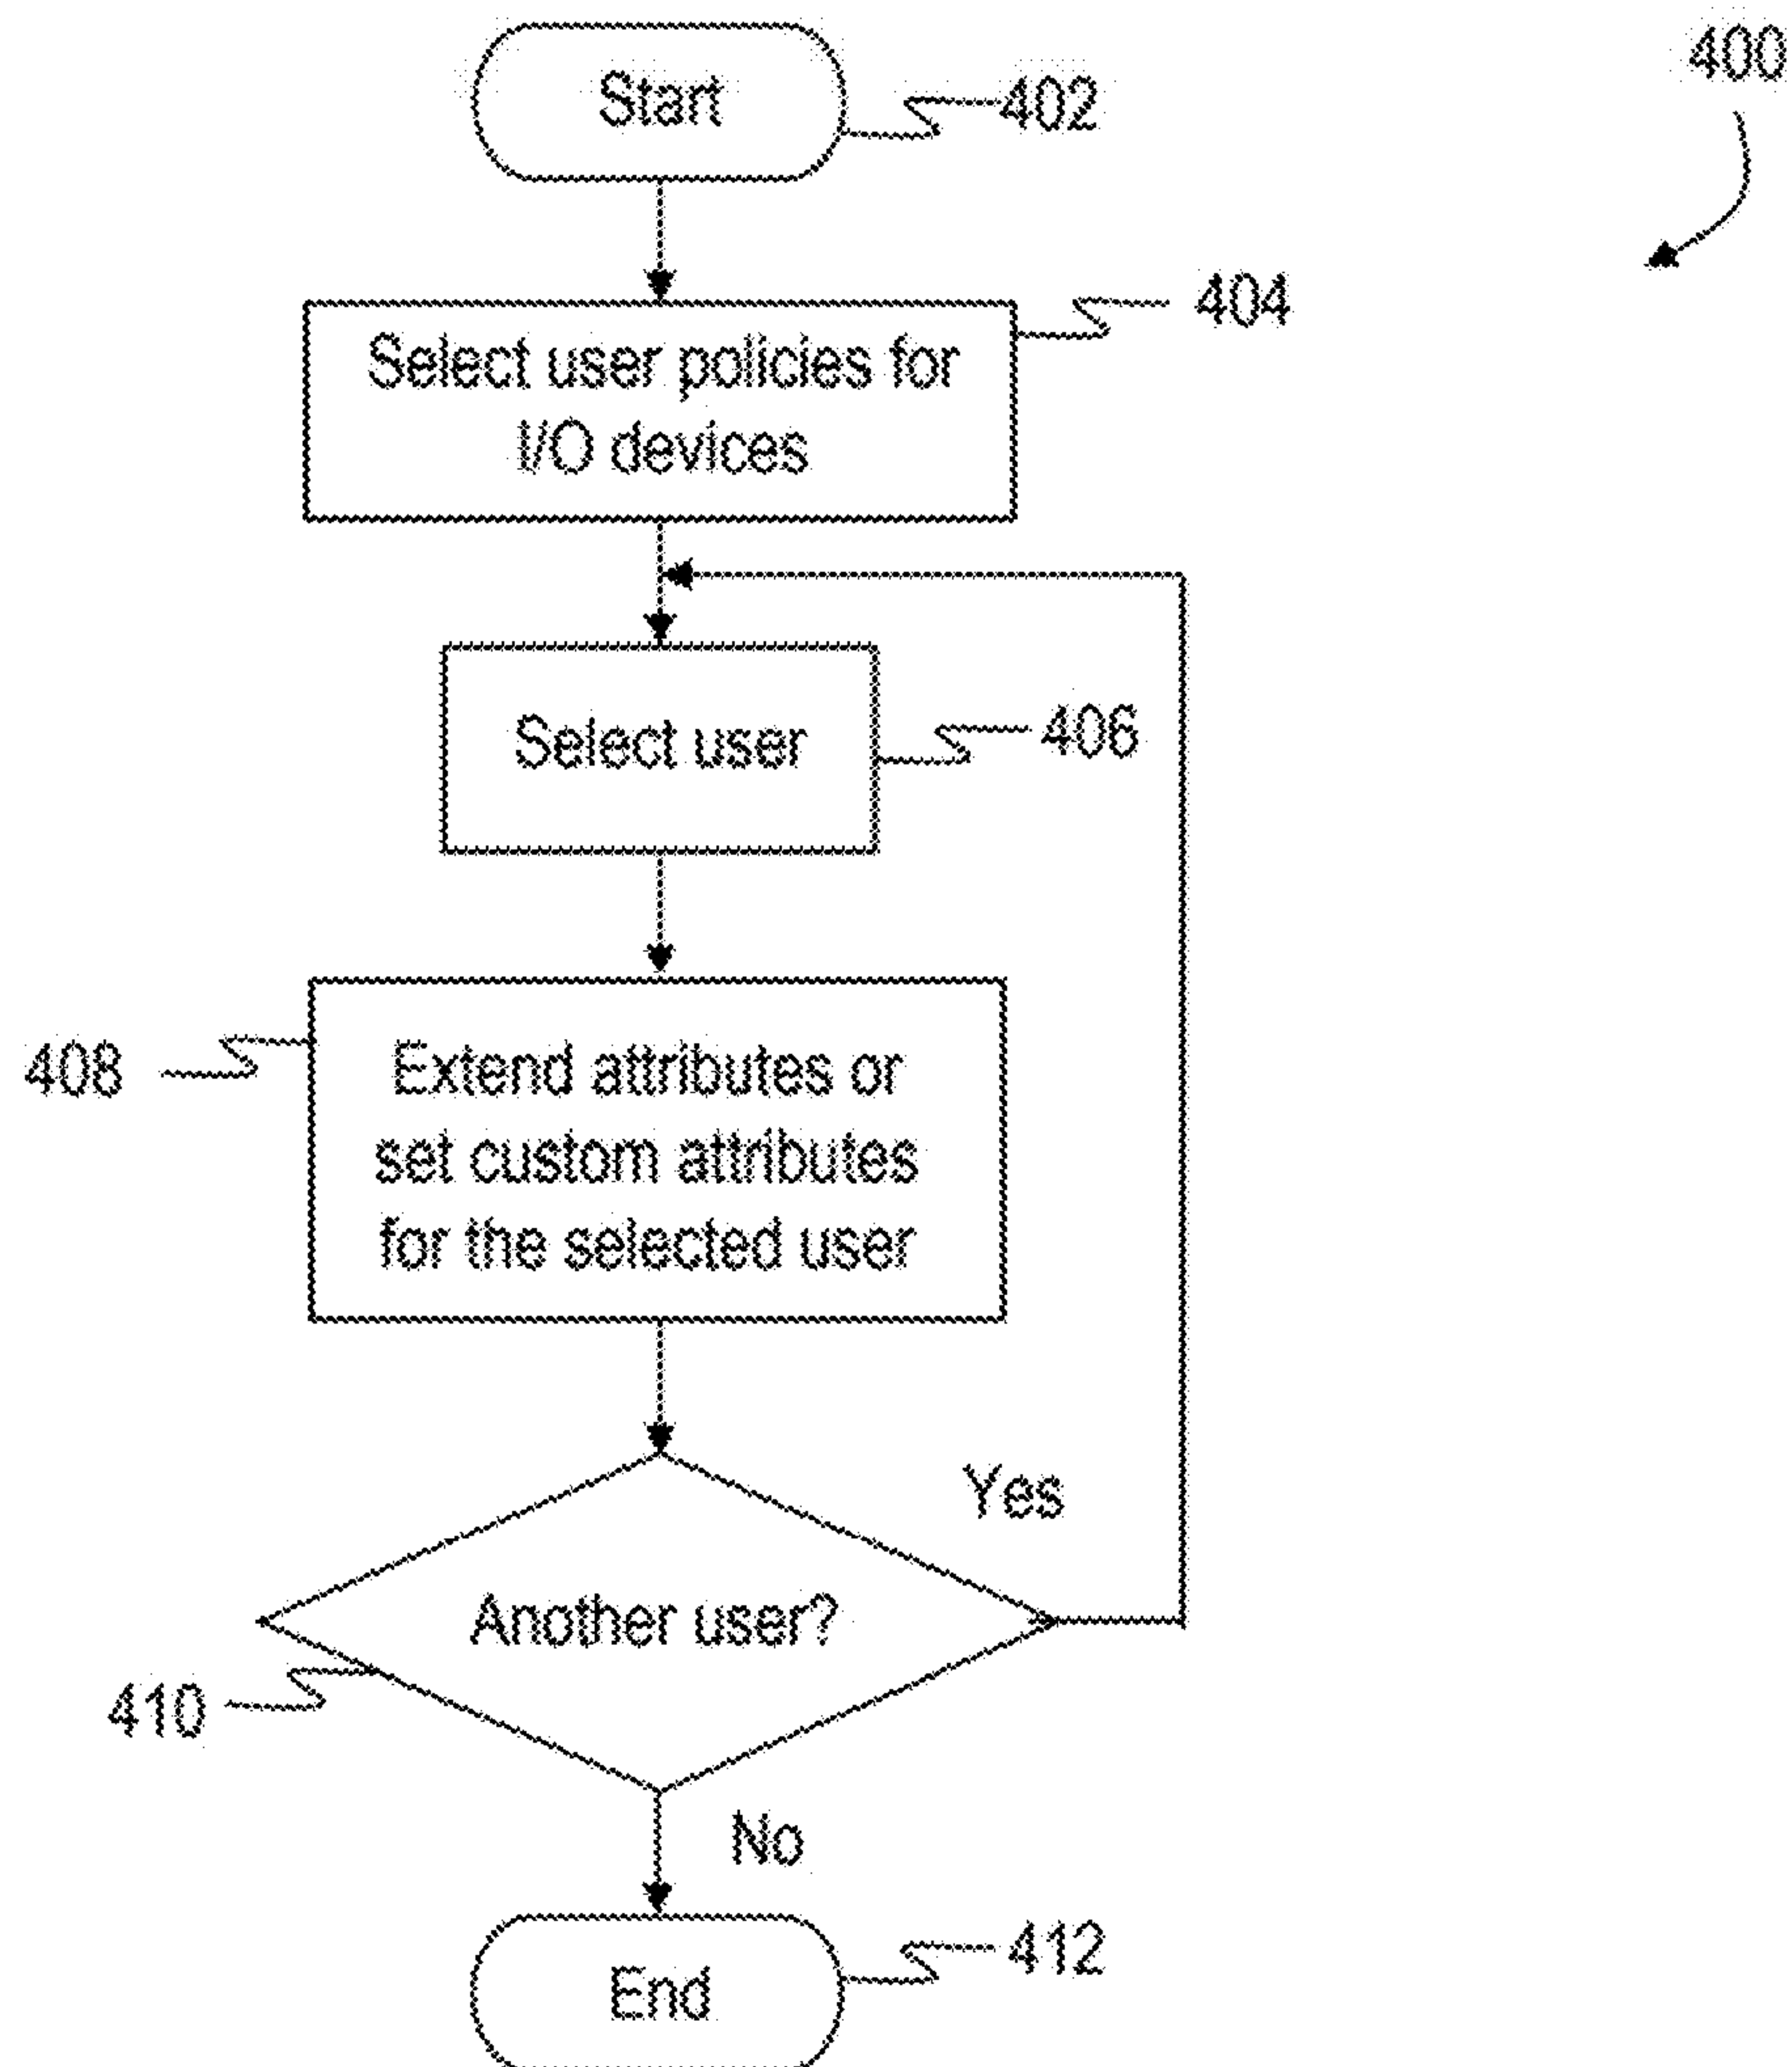 400
Start
402
Select user policies for
I/O devices
404
Select user
406
Extend attributes or
set custom attributes
for the selected user
408
Yes
Another user?
410
No
End
412